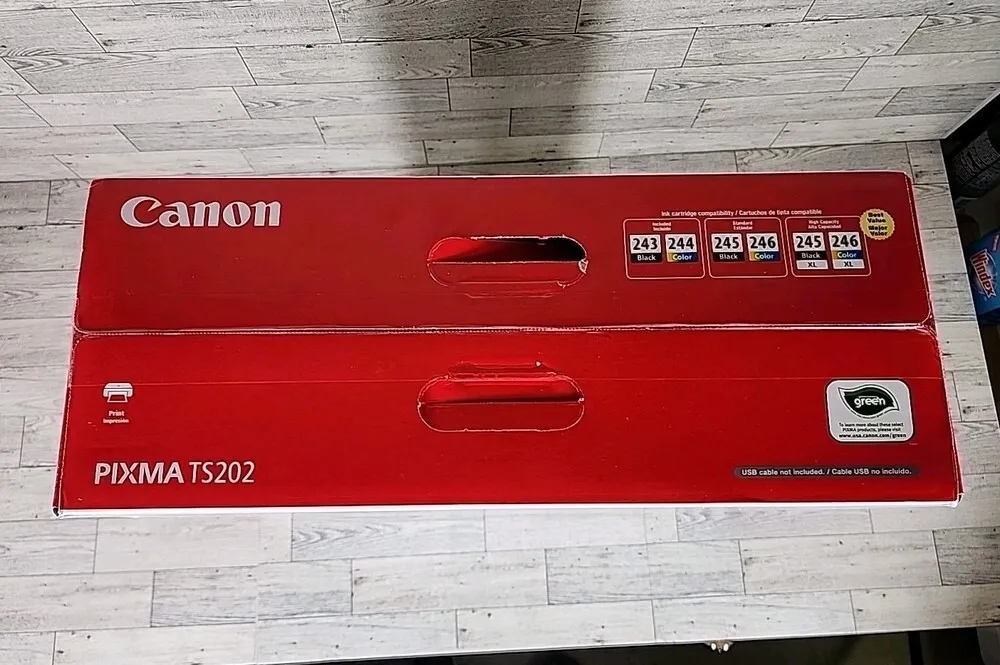 Canon
Ink cartridge compatibility / Cartuchos de tinta compatible
Included
Incluido
243 244
Black Color
Standard
Estándar
245 246
Black Color
High Capacity
Alta Capacidad
245 246
Black Color
XL XL
Best
Value
Mejor
Valor
Print
Impresión
PIXMA TS202
green
To learn more about these select
PIXMA products, please visit
www.usa.canon.com/green
USB cable not included. / Cable USB no incluido.
Windex